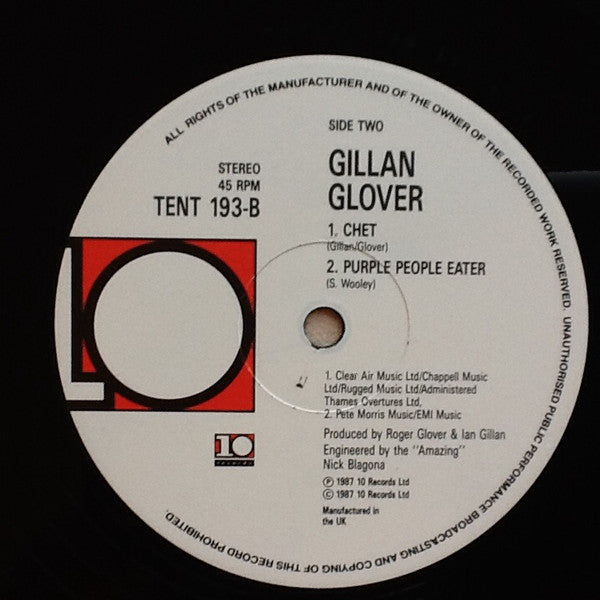 ALL RIGHTS OF THE MANUFACTURER AND OF THE OWNER OF THE RECORDED WORK RESERVED. UNAUTHORISED PUBLIC PERFORMANCE BROADCASTING AND COPYING OF THIS RECORD PROHIBITED.
SIDE TWO
STEREO
45 RPM
TENT 193-B
GILLAN
GLOVER
1. CHET
(Gillan/Glover)
2. PURPLE PEOPLE EATER
(S. Wooley)
10
1. Clear Air Music Ltd/Chappell Music
Ltd/Rugged Music Ltd/Administered
Thames Overtures Ltd.
2. Pete Morris Music/EMI Music
Produced by Roger Glover & Ian Gillan
Engineered by the "Amazing"
Nick Blagona
℗ 1987 10 Records Ltd
© 1987 10 Records Ltd
Manufactured in
the UK
10
records